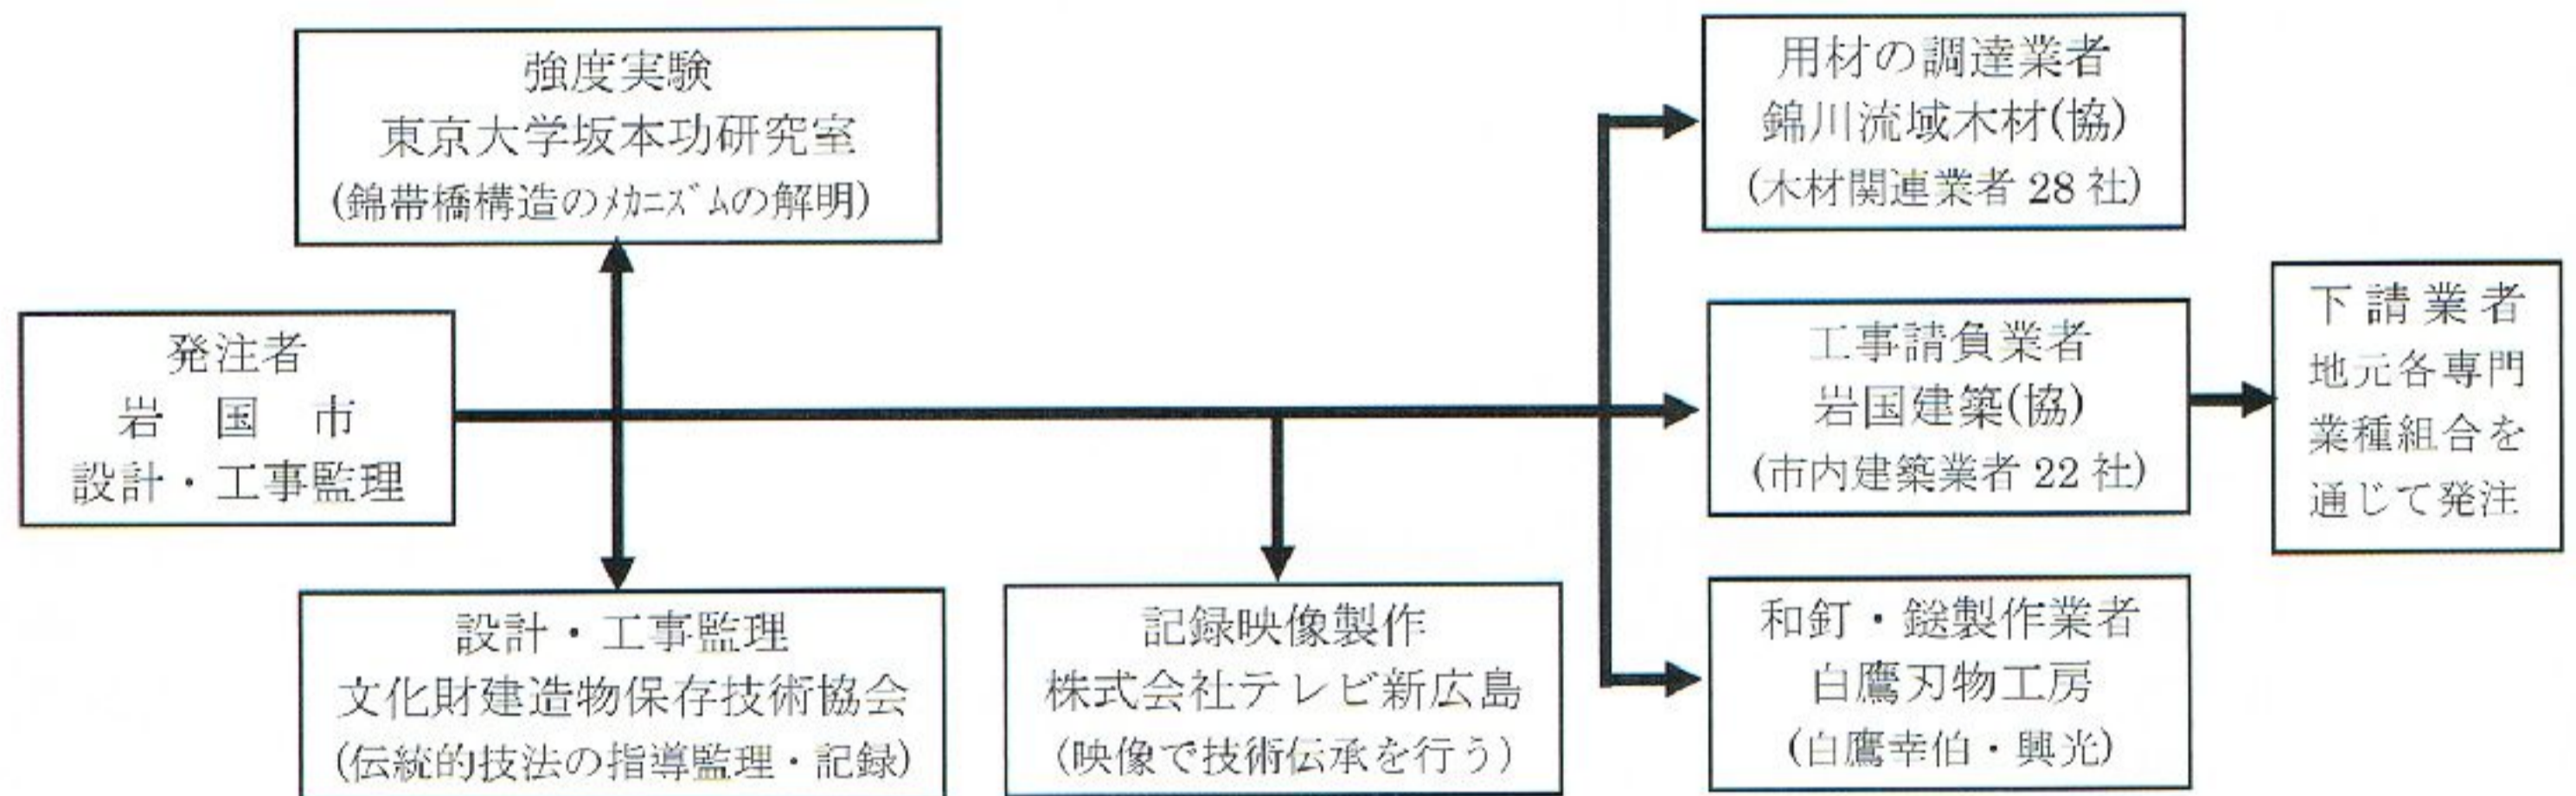 強度実験
東京大学坂本功研究室
(錦帯橋構造のﾒｶﾆｽﾞﾑの解明)
発注者
岩　国　市
設計・工事監理
設計・工事監理
文化財建造物保存技術協会
(伝統的技法の指導監理・記録)
記録映像製作
株式会社テレビ新広島
(映像で技術伝承を行う)
用材の調達業者
錦川流域木材(協)
(木材関連業者 28 社)
工事請負業者
岩国建築(協)
(市内建築業者 22 社)
和釘・鎹製作業者
白鷹刃物工房
(白鷹幸伯・興光)
下請業者
地元各専門
業種組合を
通じて発注